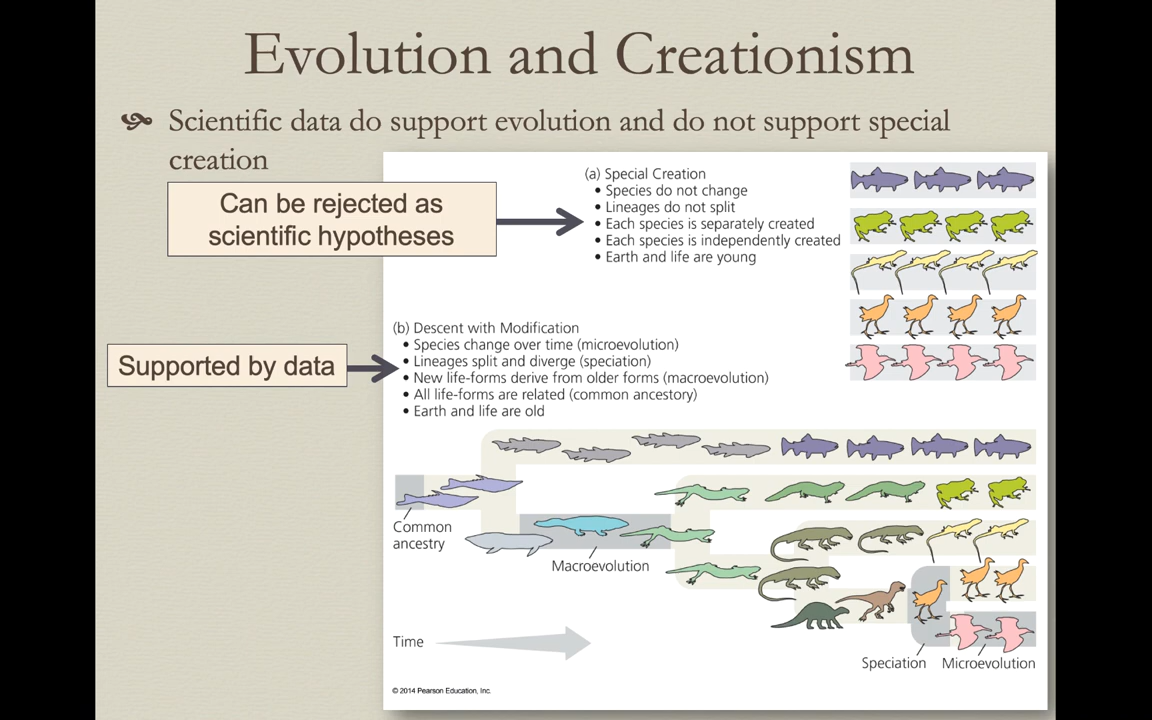 Evolution and Creationism
Scientific data do support evolution and do not support special
creation
Can be rejected as
scientific hypotheses
(a) Special Creation
• Species do not change
• Lineages do not split
• Each species is separately created
• Each species is independently created
• Earth and life are young
Supported by data
(b) Descent with Modification
• Species change over time (microevolution)
• Lineages split and diverge (speciation)
• New life-forms derive from older forms (macroevolution)
• All life-forms are related (common ancestory)
• Earth and life are old
Common
ancestry
Macroevolution
Time
Speciation
Microevolution
© 2014 Pearson Education, Inc.